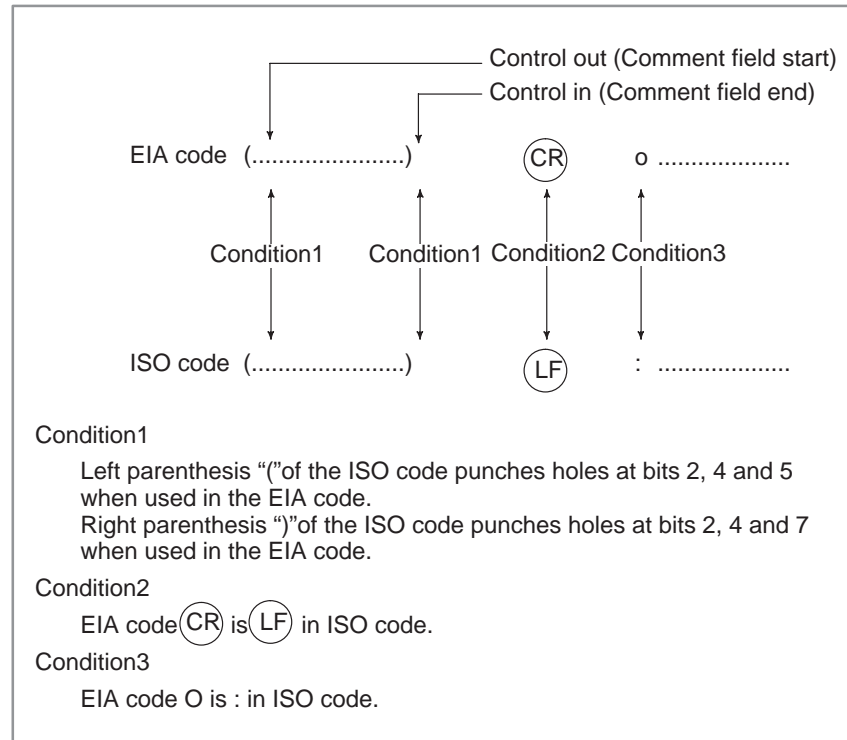 Control out (Comment field start)
Control in (Comment field end)
EIA code (.......................) CR o ....................
Condition1 Condition1 Condition2 Condition3
ISO code (.......................) LF : ....................
Condition1
Left parenthesis “(”of the ISO code punches holes at bits 2, 4 and 5
when used in the EIA code.
Right parenthesis “)”of the ISO code punches holes at bits 2, 4 and 7
when used in the EIA code.
Condition2
EIA code CR is LF in ISO code.
Condition3
EIA code O is : in ISO code.